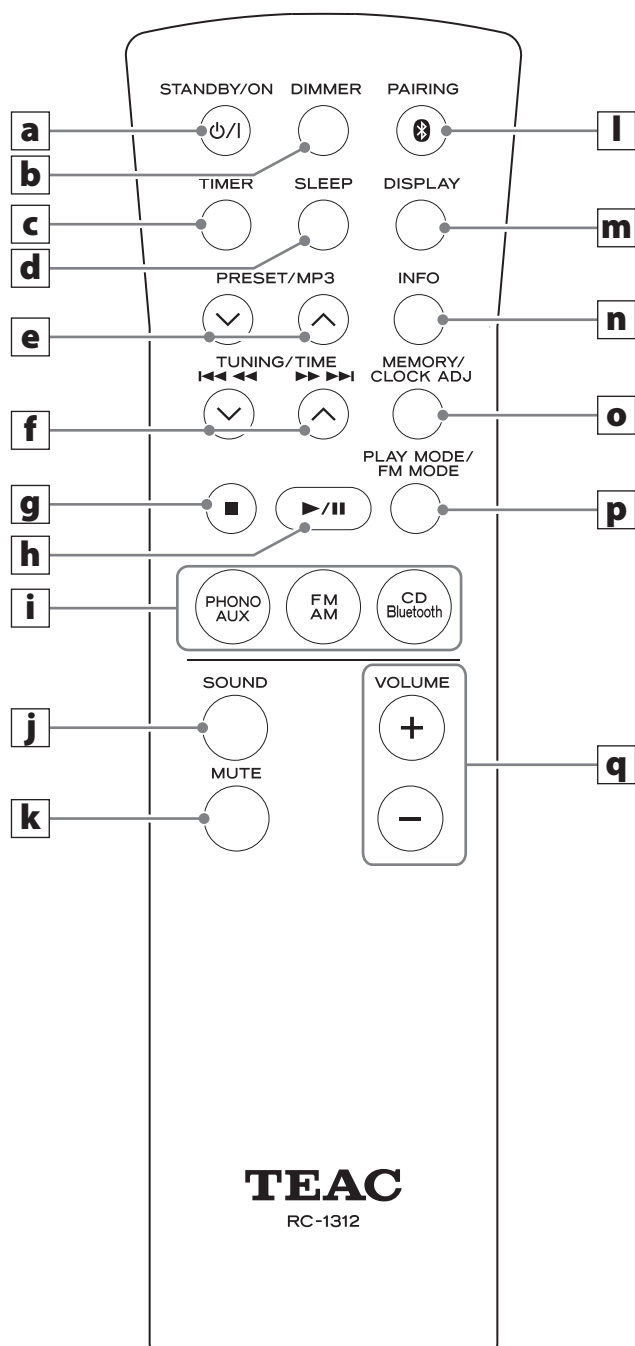 STANDBY/ON DIMMER PAIRING
a
⏻/I
l
b
TIMER SLEEP DISPLAY
c
m
d
PRESET/MP3 INFO
e
n
TUNING/TIME MEMORY/
CLOCK ADJ
f
o
PLAY MODE/
FM MODE
g
p
h
i
PHONO
AUX
FM
AM
CD
Bluetooth
SOUND VOLUME
j
+
q
MUTE
k
−
TEAC
RC-1312